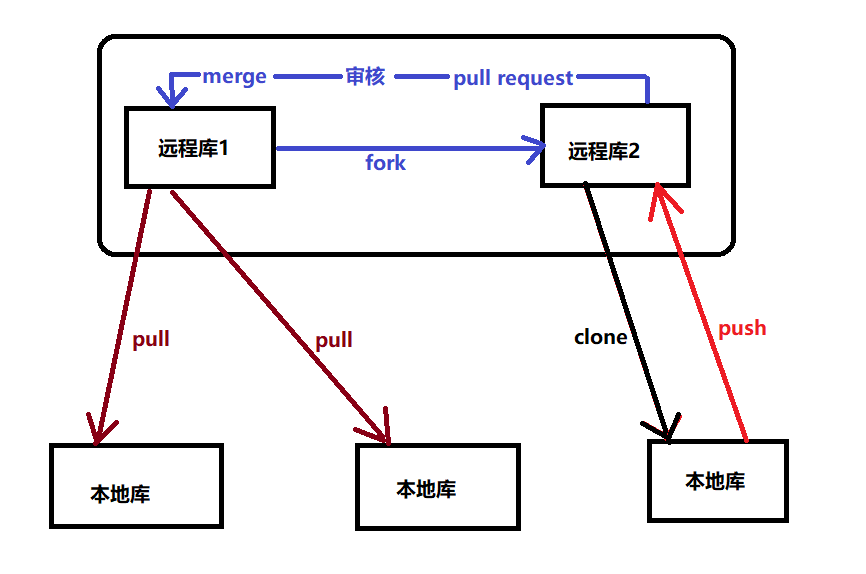 merge 审核 pull request
远程库1
远程库2
fork
pull
pull
clone
push
本地库
本地库
本地库